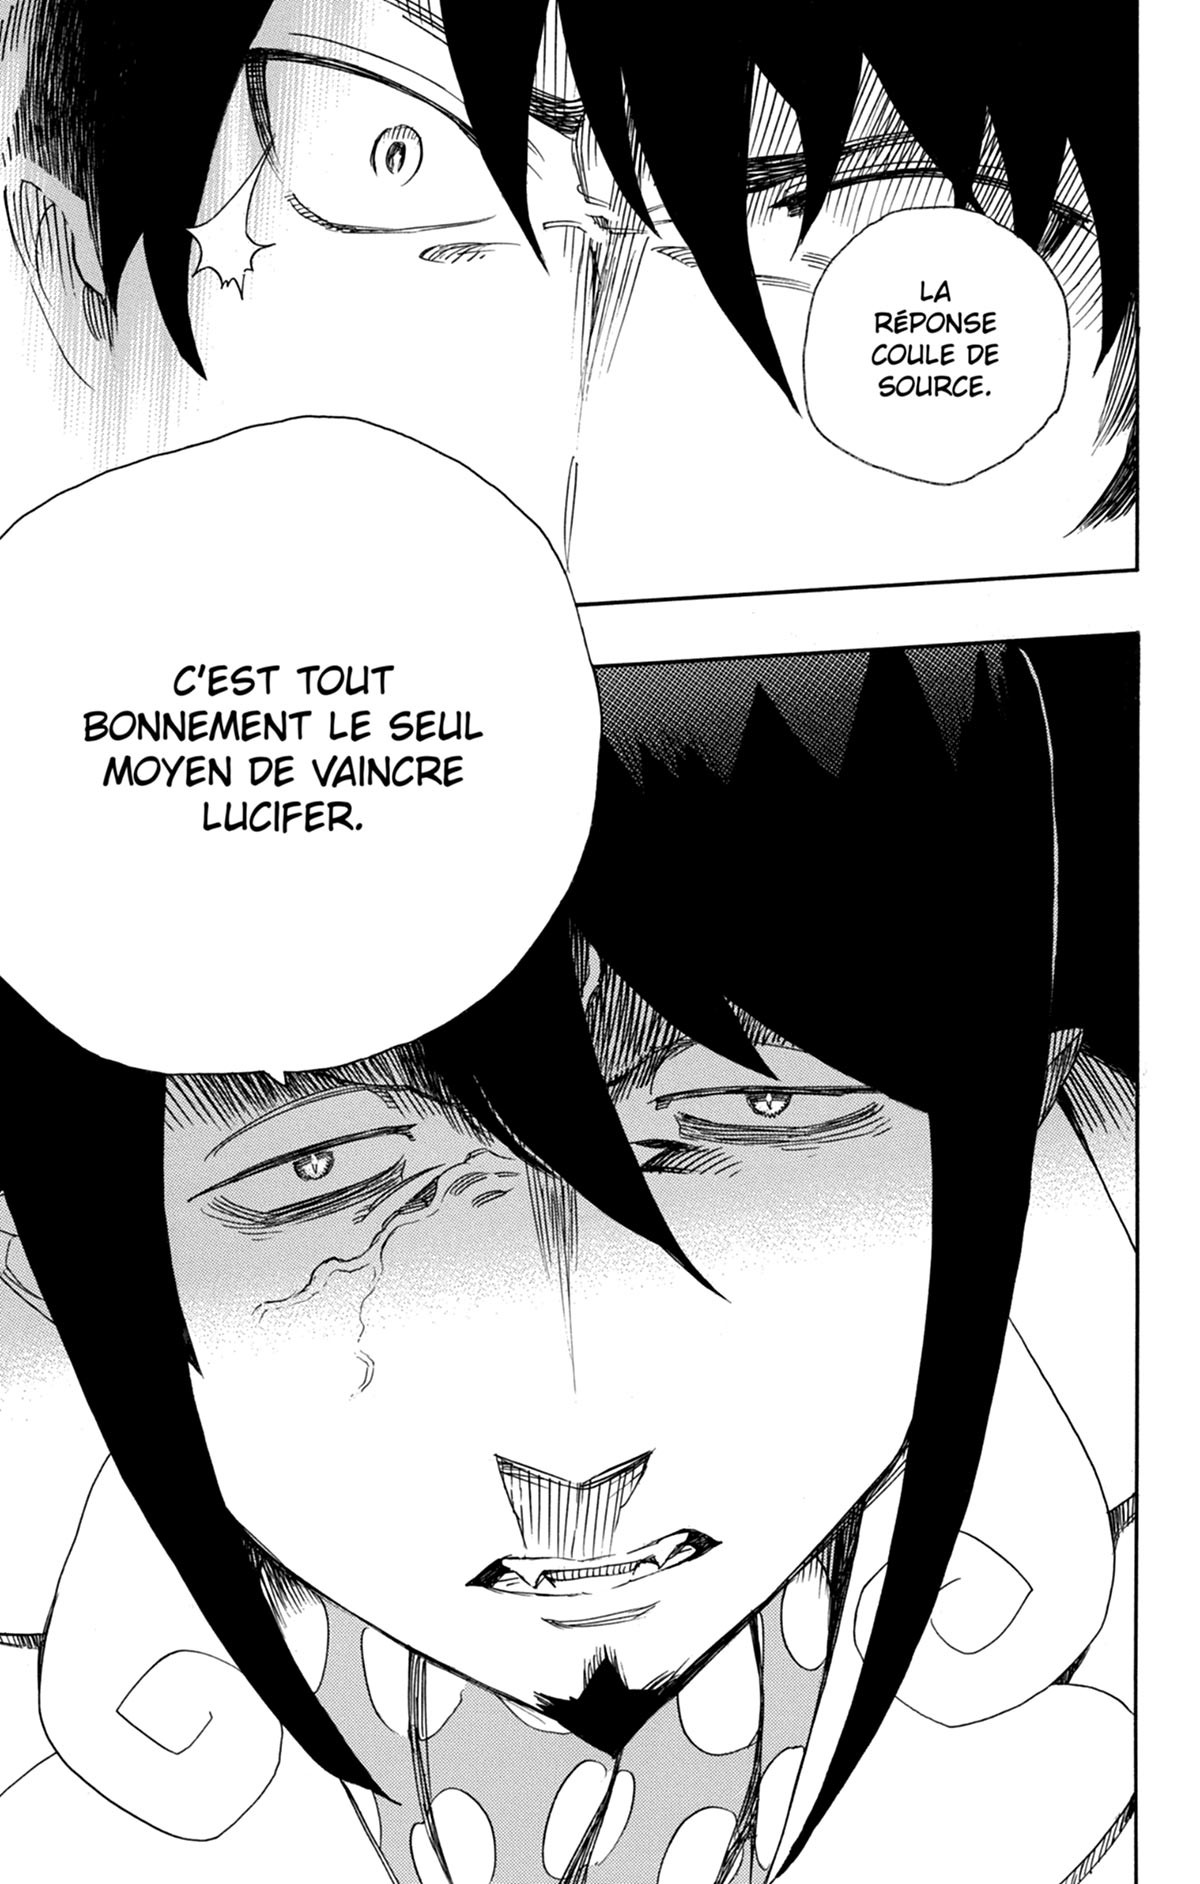 LA
RÉPONSE
COULE DE
SOURCE.
C'EST TOUT
BONNEMENT LE SEUL
MOYEN DE VAINCRE
LUCIFER.